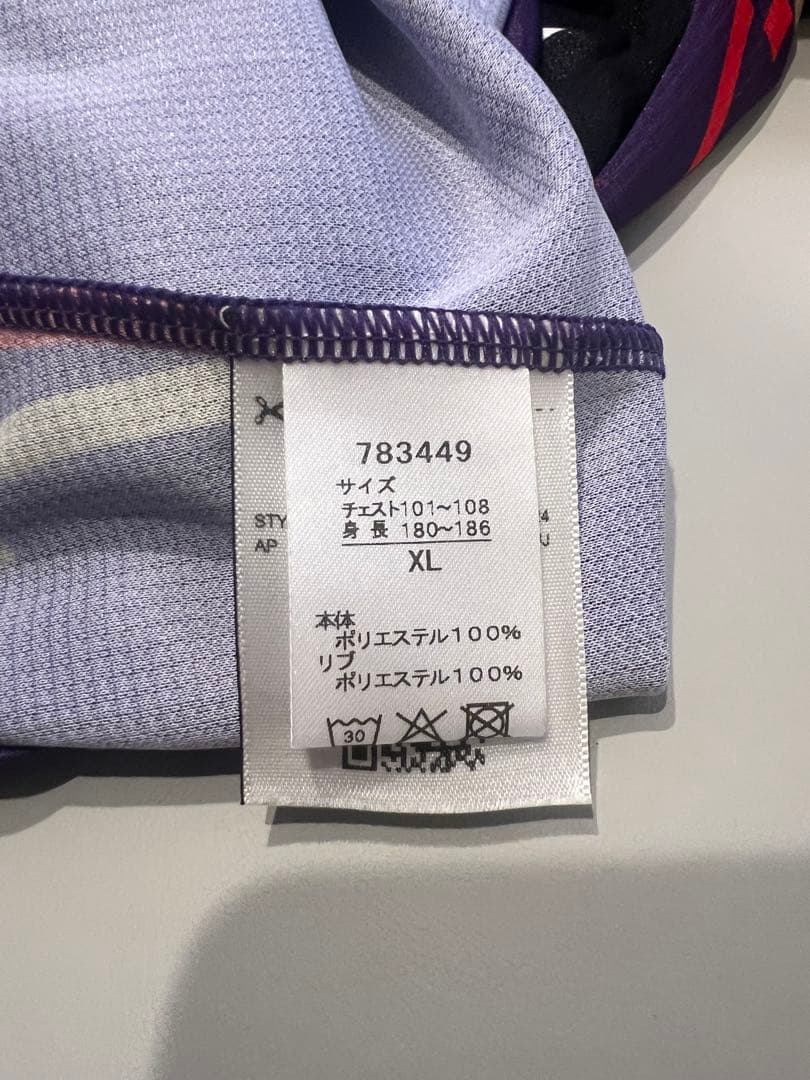 783449
サイズ
チェスト101〜108
身長 180〜186
XL
STY
AP
本体
ポリエステル100%
リブ
ポリエステル100%
30